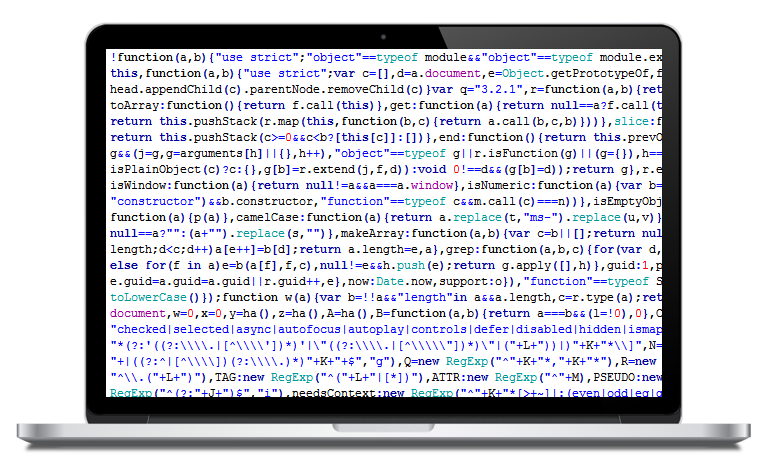 !function(a,b){"use strict";"object"==typeof module&&"object"==typeof module.ex
this,function(a,b){"use strict";var c=[],d=a.document,e=Object.getPrototypeOf,f
head.appendChild(c).parentNode.removeChild(c)}var q="3.2.1",r=function(a,b){ret
toArray:function(){return f.call(this)},get:function(a){return null==a?f.call(t
return this.pushStack(r.map(this,function(b,c){return a.call(b,c,b)}))},slice:f
return this.pushStack(c>=0&&c<b?[this[c]]:[])},end:function(){return this.prevO
g&&(j=g,g=arguments[h]||{},h++),"object"==typeof g||r.isFunction(g)||(g={}),h==
isPlainObject(c)?c:{},g[b]=r.extend(j,f,d)):void 0!==d&&(g[b]=d));return g},r.e
isWindow:function(a){return null!=a&&a===a.window},isNumeric:function(a){var b=
"constructor")&&b.constructor,"function"==typeof c&&m.call(c)===n))},isEmptyObj
function(a){p(a)},camelCase:function(a){return a.replace(t,"ms-").replace(u,v)}
null==a?"":(a+"").replace(s,"")},makeArray:function(a,b){var c=b||[];return nul
length;d<c;d++)a[e++]=b[d];return a.length=e,a},grep:function(a,b,c){for(var d,
else for(f in a)e=b(a[f],f,c),null!=e&&h.push(e);return g.apply([],h)},guid:1,p
e.guid=a.guid=a.guid||r.guid++,e},now:Date.now,support:o}),"function"==typeof S
toLowerCase()});function w(a){var b=!!a&&"length"in a&&a.length,c=r.type(a);ret
document,w=0,x=0,y=ha(),z=ha(),A=ha(),B=function(a,b){return a===b&&(l=!0),0},C
"checked|selected|async|autofocus|autoplay|controls|defer|disabled|hidden|ismap
"*(?:'((?:\\\\.|[^\\\\'])*)'|\"((?:\\\\.|[^\\\\\"])*)\"|("+L+"))|)"+K+"*\\]",N=
"+|((?:^|[^\\\\])(?:\\\\.)*)"+K+"+$","g"),Q=new RegExp("^"+K+"*,"+K+"*"),R=new
"^\\.("+L+")"),TAG:new RegExp("^("+L+"|[*])"),ATTR:new RegExp("^"+M),PSEUDO:new
RegExp("^(?:"+J+")$","i"),needsContext:new RegExp("^"+K+"*[>+~]|:(even|odd|eq|g